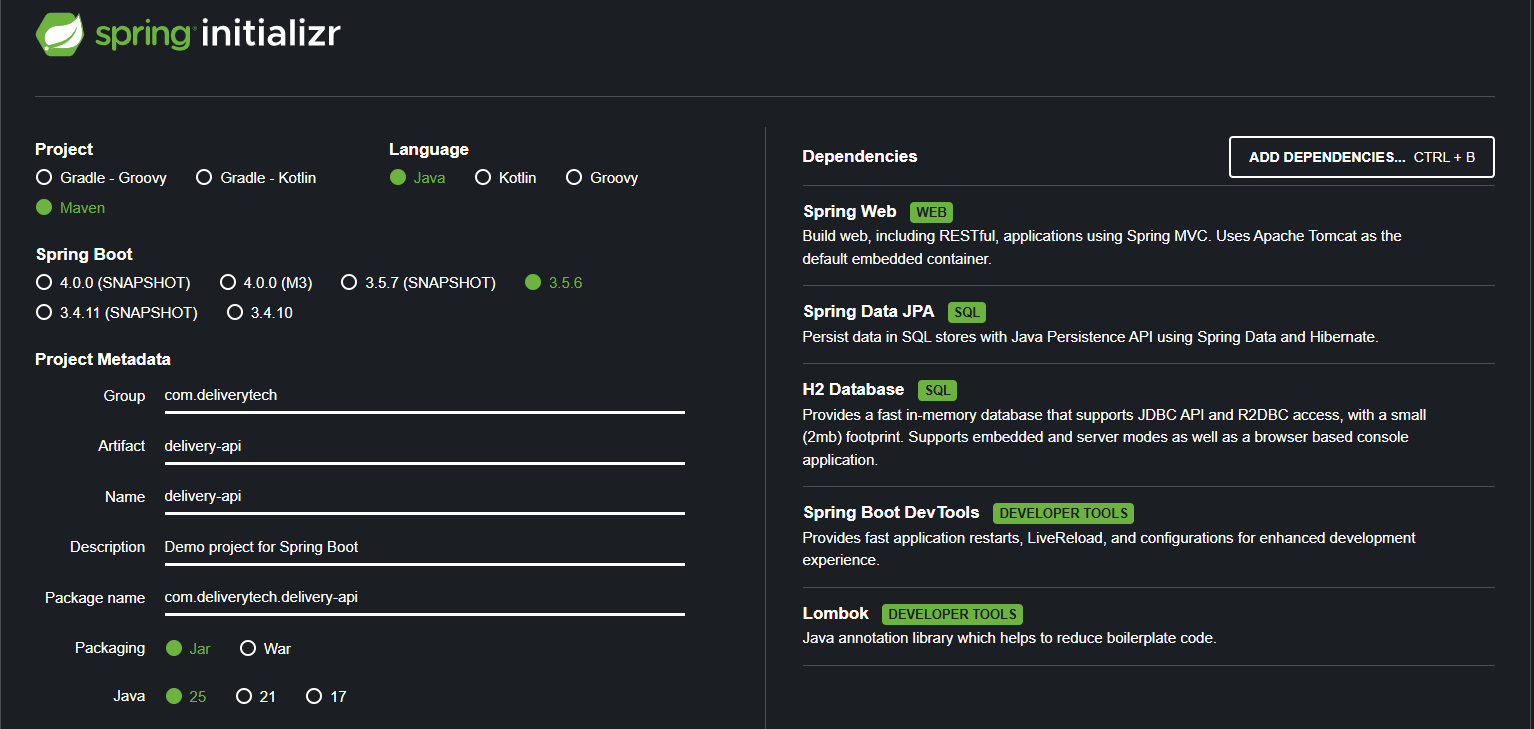 spring initializr
Project
Gradle - Groovy Gradle - Kotlin
Maven
Language
Java Kotlin Groovy
Spring Boot
4.0.0 (SNAPSHOT) 4.0.0 (M3) 3.5.7 (SNAPSHOT) 3.5.6
3.4.11 (SNAPSHOT) 3.4.10
Project Metadata
Group com.deliverytech
Artifact delivery-api
Name delivery-api
Description Demo project for Spring Boot
Package name com.deliverytech.delivery-api
Packaging Jar War
Java 25 21 17
Dependencies ADD DEPENDENCIES... CTRL + B
Spring Web WEB
Build web, including RESTful, applications using Spring MVC. Uses Apache Tomcat as the
default embedded container.
Spring Data JPA SQL
Persist data in SQL stores with Java Persistence API using Spring Data and Hibernate.
H2 Database SQL
Provides a fast in-memory database that supports JDBC API and R2DBC access, with a small
(2mb) footprint. Supports embedded and server modes as well as a browser based console
application.
Spring Boot DevTools DEVELOPER TOOLS
Provides fast application restarts, LiveReload, and configurations for enhanced development
experience.
Lombok DEVELOPER TOOLS
Java annotation library which helps to reduce boilerplate code.